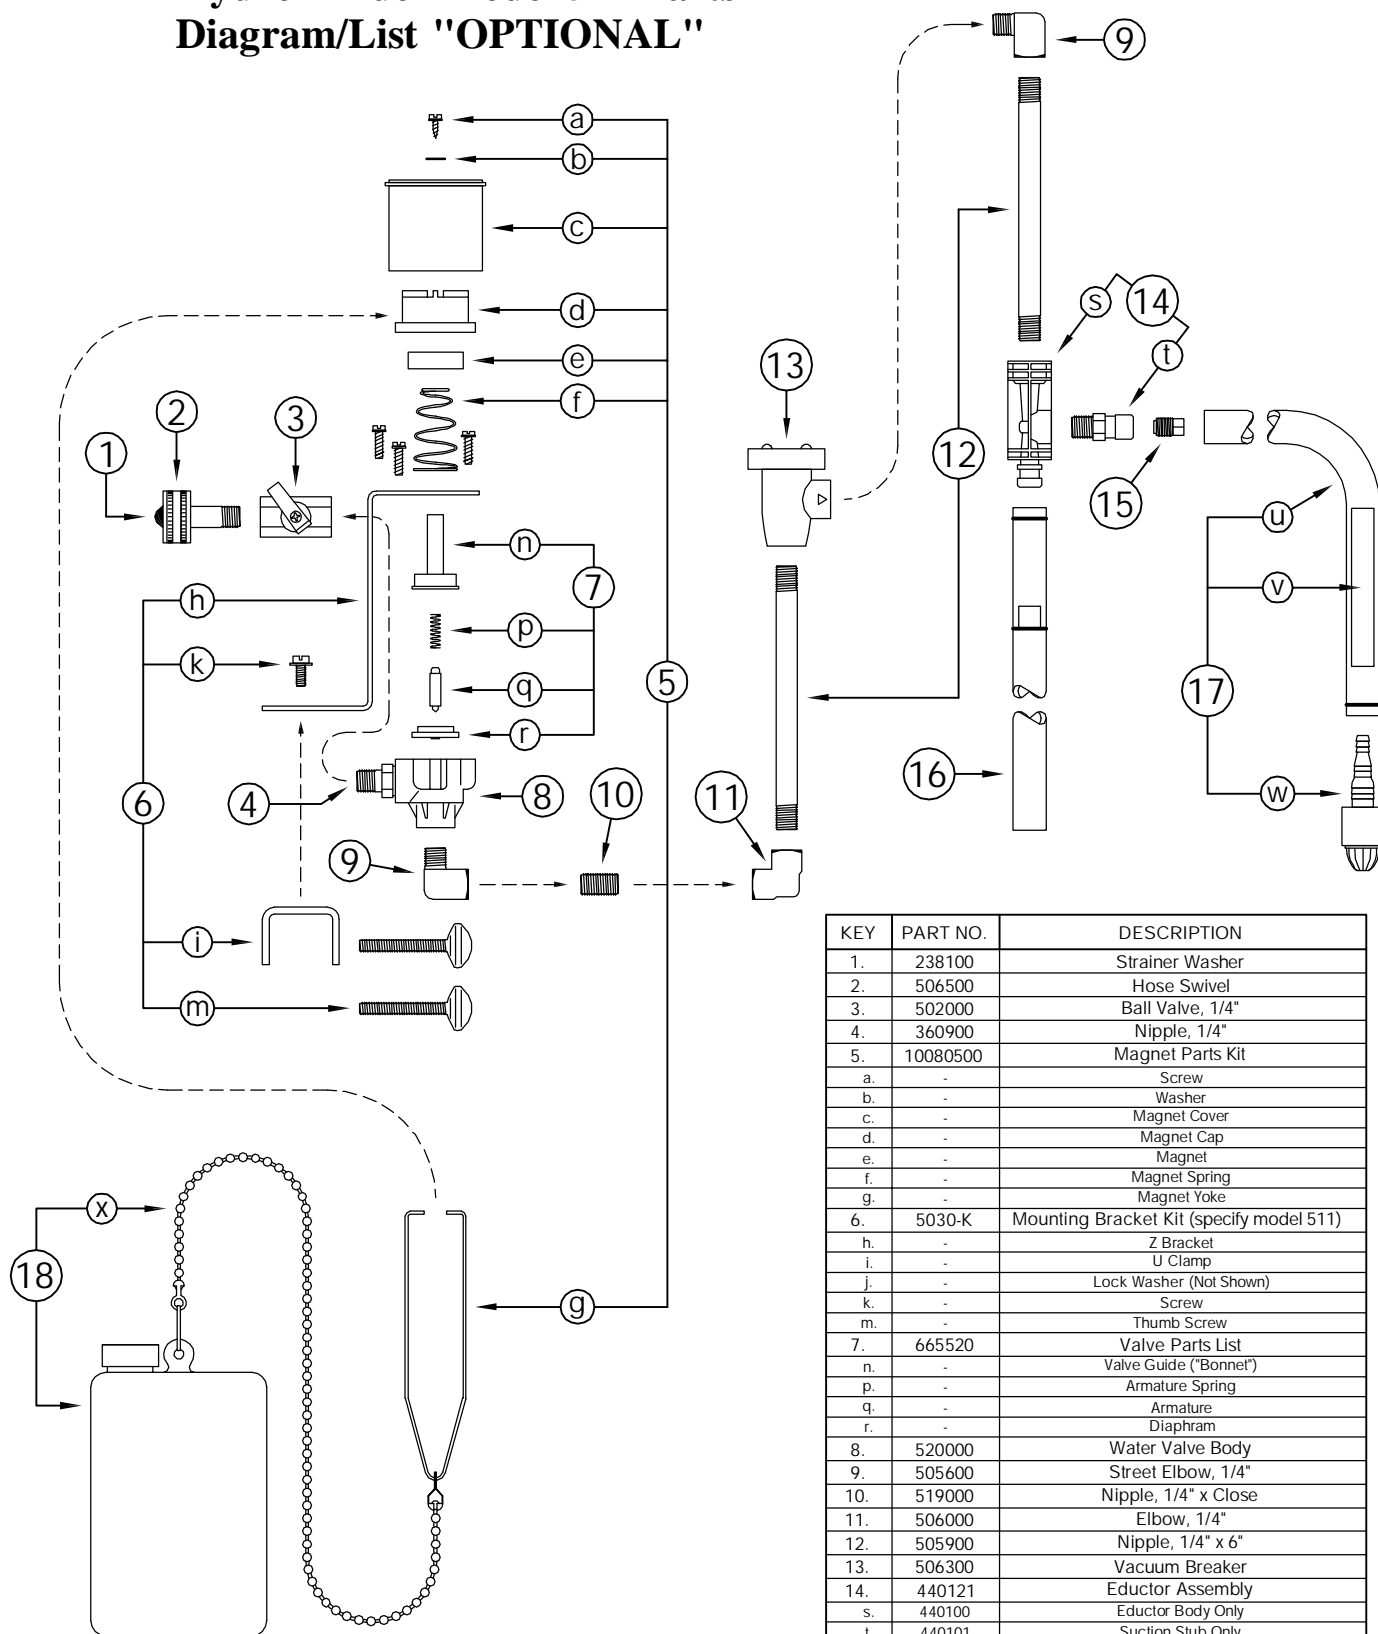 Diagram/List "OPTIONAL"
9
a
b
c
d
s
14
e
t
13
f
2
3
12
1
15
u
n
7
v
h
p
k
5
q
17
r
16
6
4
8
10
11
w
9
i
m
x
18
g
KEY PART NO. DESCRIPTION
1. 238100 Strainer Washer
2. 506500 Hose Swivel
3. 502000 Ball Valve, 1/4"
4. 360900 Nipple, 1/4"
5. 10080500 Magnet Parts Kit
a. - Screw
b. - Washer
c. - Magnet Cover
d. - Magnet Cap
e. - Magnet
f. - Magnet Spring
g. - Magnet Yoke
6. 5030-K Mounting Bracket Kit (specify model 511)
h. - Z Bracket
i. - U Clamp
j. - Lock Washer (Not Shown)
k. - Screw
m. - Thumb Screw
7. 665520 Valve Parts List
n. - Valve Guide ("Bonnet")
p. - Armature Spring
q. - Armature
r. - Diaphram
8. 520000 Water Valve Body
9. 505600 Street Elbow, 1/4"
10. 519000 Nipple, 1/4" x Close
11. 506000 Elbow, 1/4"
12. 505900 Nipple, 1/4" x 6"
13. 506300 Vacuum Breaker
14. 440121 Eductor Assembly
s. 440100 Eductor Body Only
t. 440101 Suction Stub Only